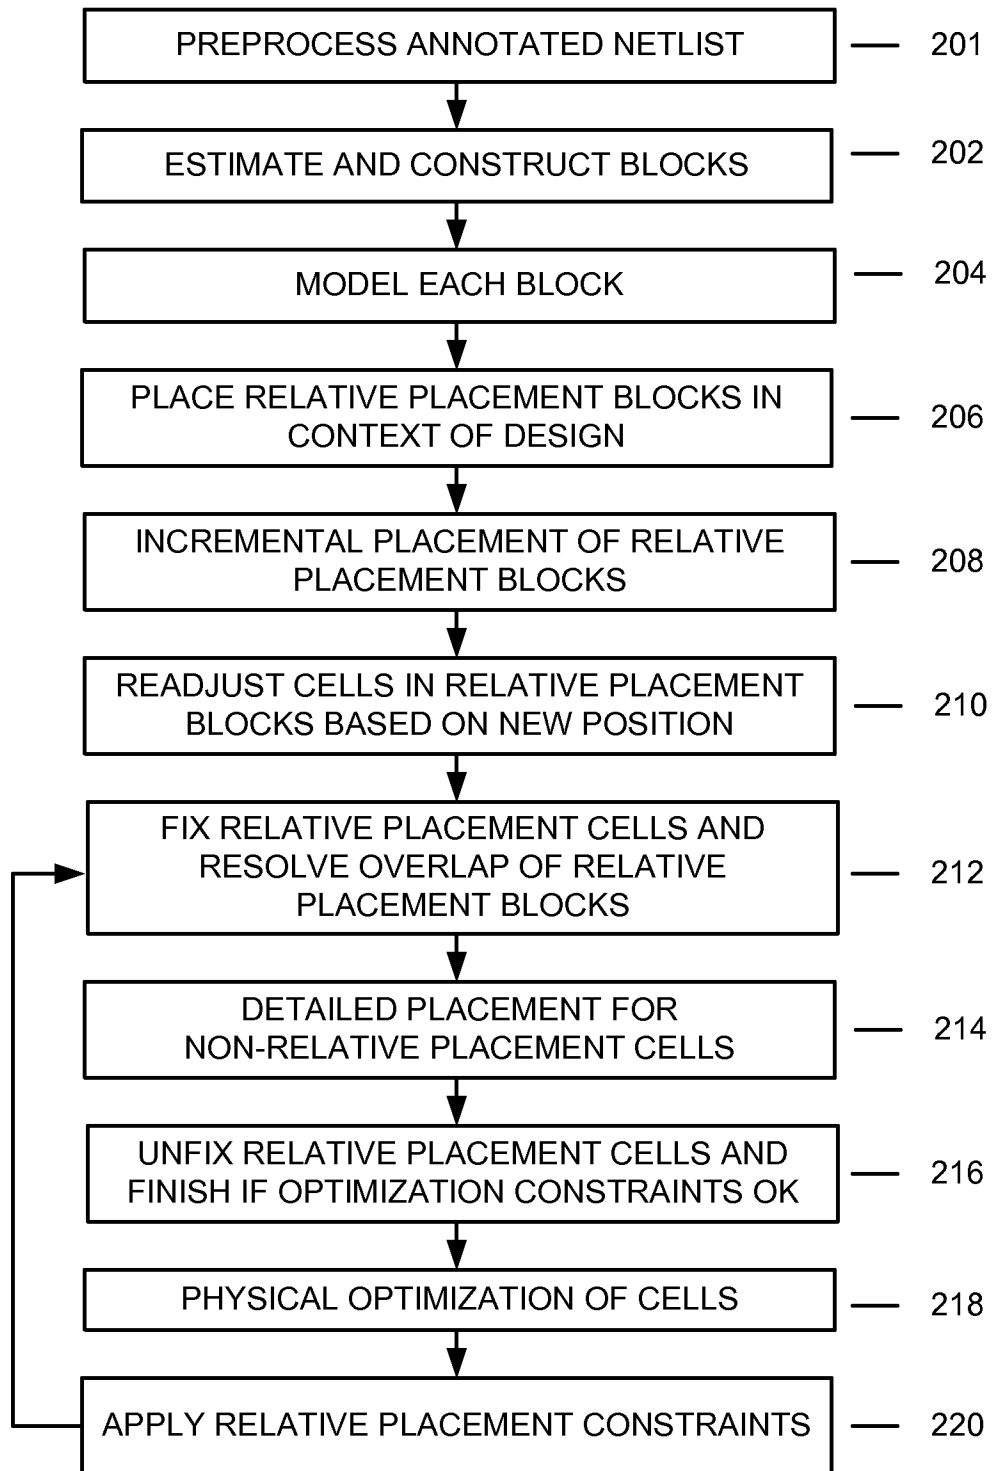 PREPROCESS ANNOTATED NETLIST
201
ESTIMATE AND CONSTRUCT BLOCKS
202
MODEL EACH BLOCK
204
PLACE RELATIVE PLACEMENT BLOCKS IN
CONTEXT OF DESIGN
206
INCREMENTAL PLACEMENT OF RELATIVE
PLACEMENT BLOCKS
208
READJUST CELLS IN RELATIVE PLACEMENT
BLOCKS BASED ON NEW POSITION
210
FIX RELATIVE PLACEMENT CELLS AND
RESOLVE OVERLAP OF RELATIVE
PLACEMENT BLOCKS
212
DETAILED PLACEMENT FOR
NON-RELATIVE PLACEMENT CELLS
214
UNFIX RELATIVE PLACEMENT CELLS AND
FINISH IF OPTIMIZATION CONSTRAINTS OK
216
PHYSICAL OPTIMIZATION OF CELLS
218
APPLY RELATIVE PLACEMENT CONSTRAINTS
220